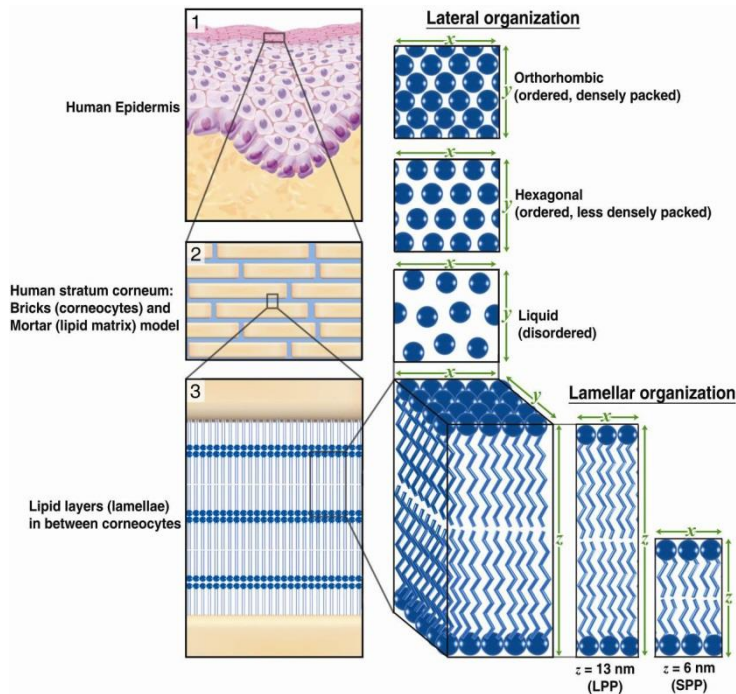 1
Human Epidermis
2
Human stratum corneum:
Bricks (corneocytes) and
Mortar (lipid matrix) model
3
Lipid layers (lamellae)
in between corneocytes
Lateral organization
x
y
Orthorhombic
(ordered, densely packed)
x
y
Hexagonal
(ordered, less densely packed)
x
y
Liquid
(disordered)
x
y
z
Lamellar organization
x
z
z = 13 nm
(LPP)
x
z
z = 6 nm
(SPP)